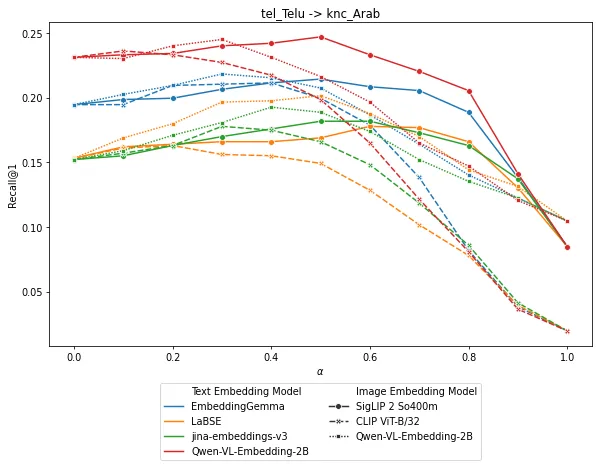 tel_Telu -> knc_Arab
0.25
0.20
0.15
0.10
0.05
Recall@1
0.0 0.2 0.4 0.6 0.8 1.0
α
Text Embedding Model
EmbeddingGemma
LaBSE
jina-embeddings-v3
Qwen-VL-Embedding-2B
Image Embedding Model
SigLIP 2 So400m
CLIP ViT-B/32
Qwen-VL-Embedding-2B